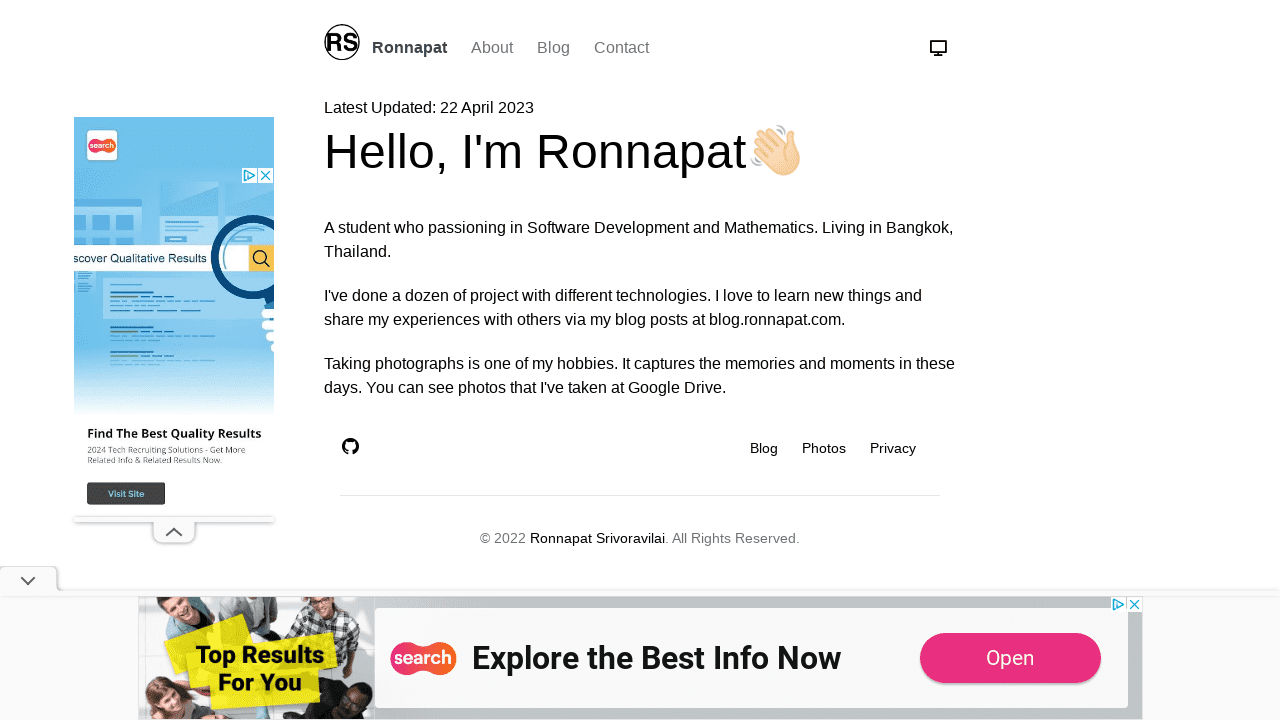 RS
Ronnapat About Blog Contact
Latest Updated: 22 April 2023
Hello, I'm Ronnapat👋🏻
A student who passioning in Software Development and Mathematics. Living in Bangkok,
Thailand.
I've done a dozen of project with different technologies. I love to learn new things and
share my experiences with others via my blog posts at blog.ronnapat.com.
Taking photographs is one of my hobbies. It captures the memories and moments in these
days. You can see photos that I've taken at Google Drive.
Blog Photos Privacy
© 2022 Ronnapat Srivoravilai. All Rights Reserved.
search
scover Qualitative Results
Find The Best Quality Results
2024 Tech Recruiting Solutions - Get More
Related Info & Related Results Now.
Visit Site
Top Results
For You
search
Explore the Best Info Now
Open